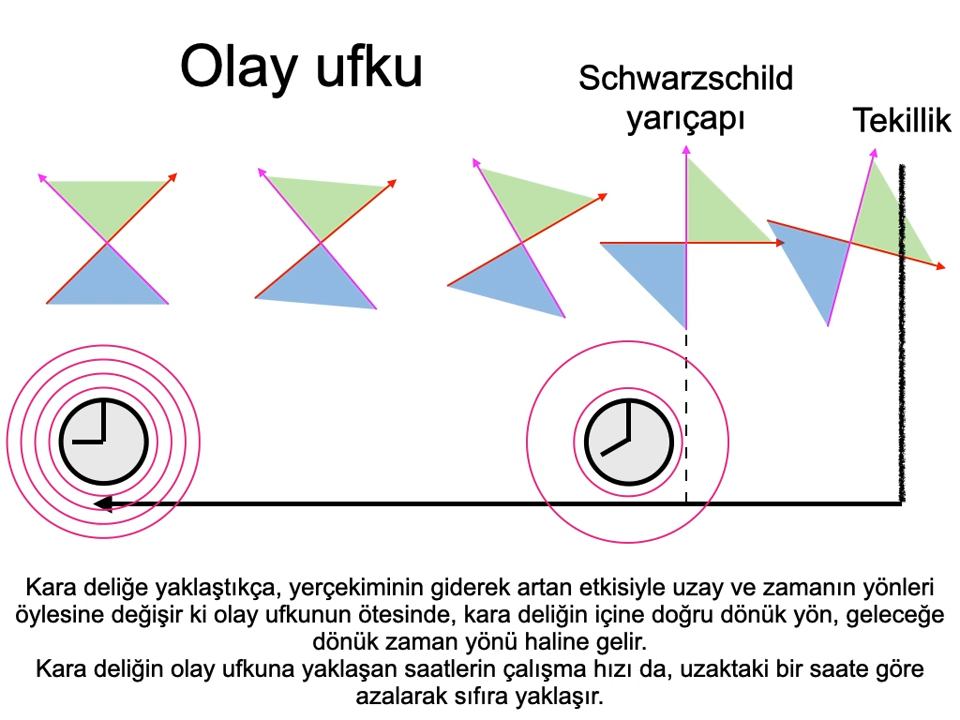 Olay ufku
Schwarzschild
yarıçapı
Tekillik
Kara deliğe yaklaştıkça, yerçekiminin giderek artan etkisiyle uzay ve zamanın yönleri
öylesine değişir ki olay ufkunun ötesinde, kara deliğin içine doğru dönük yön, geleceğe
dönük zaman yönü haline gelir.
Kara deliğin olay ufkuna yaklaşan saatlerin çalışma hızı da, uzaktaki bir saate göre
azalarak sıfıra yaklaşır.